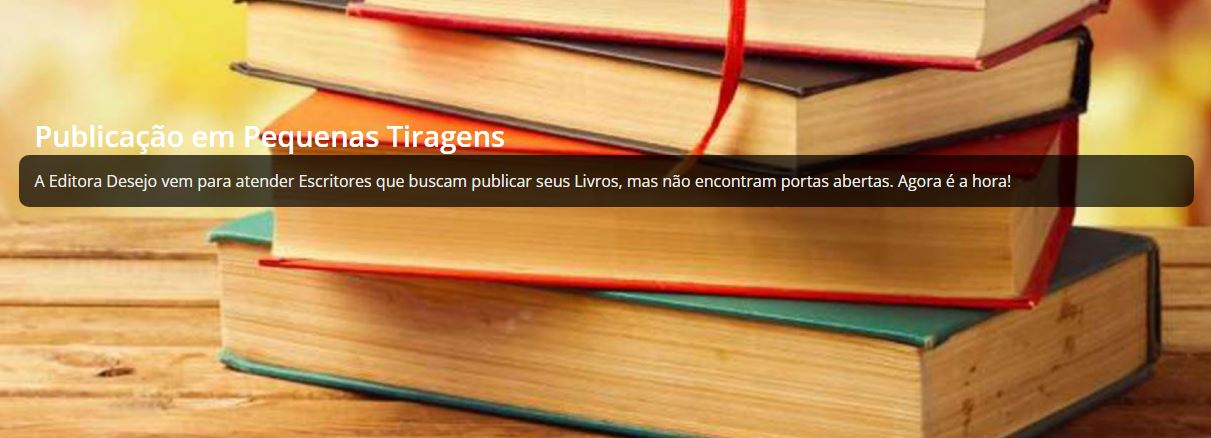 Publicação em Pequenas Tiragens
A Editora Desejo vem para atender Escritores que buscam publicar seus Livros, mas não encontram portas abertas. Agora é a hora!